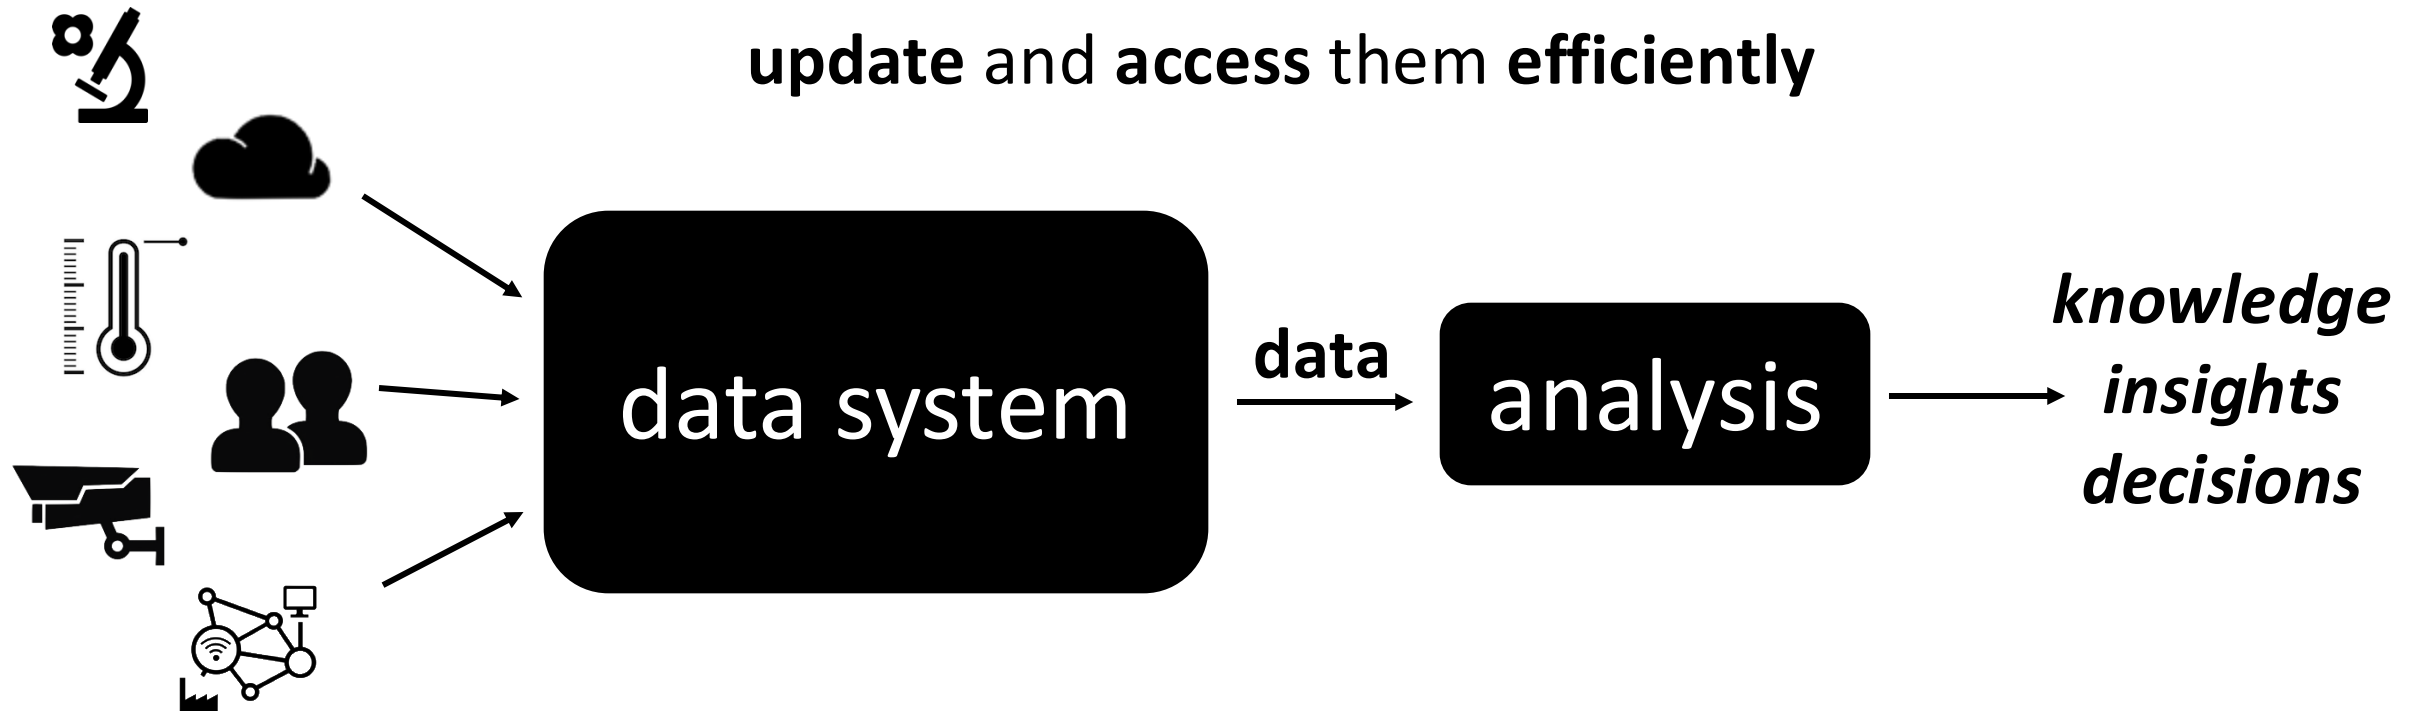 update and access them efficiently
data system
data
analysis
knowledge
insights
decisions